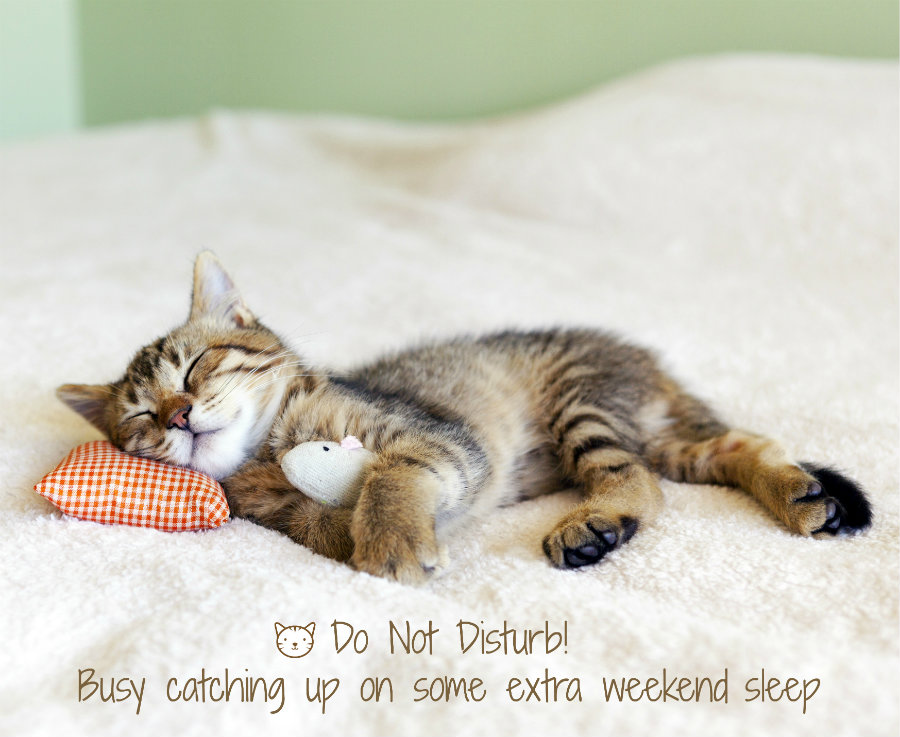 Do Not Disturb!
Busy catching up on some extra weekend sleep